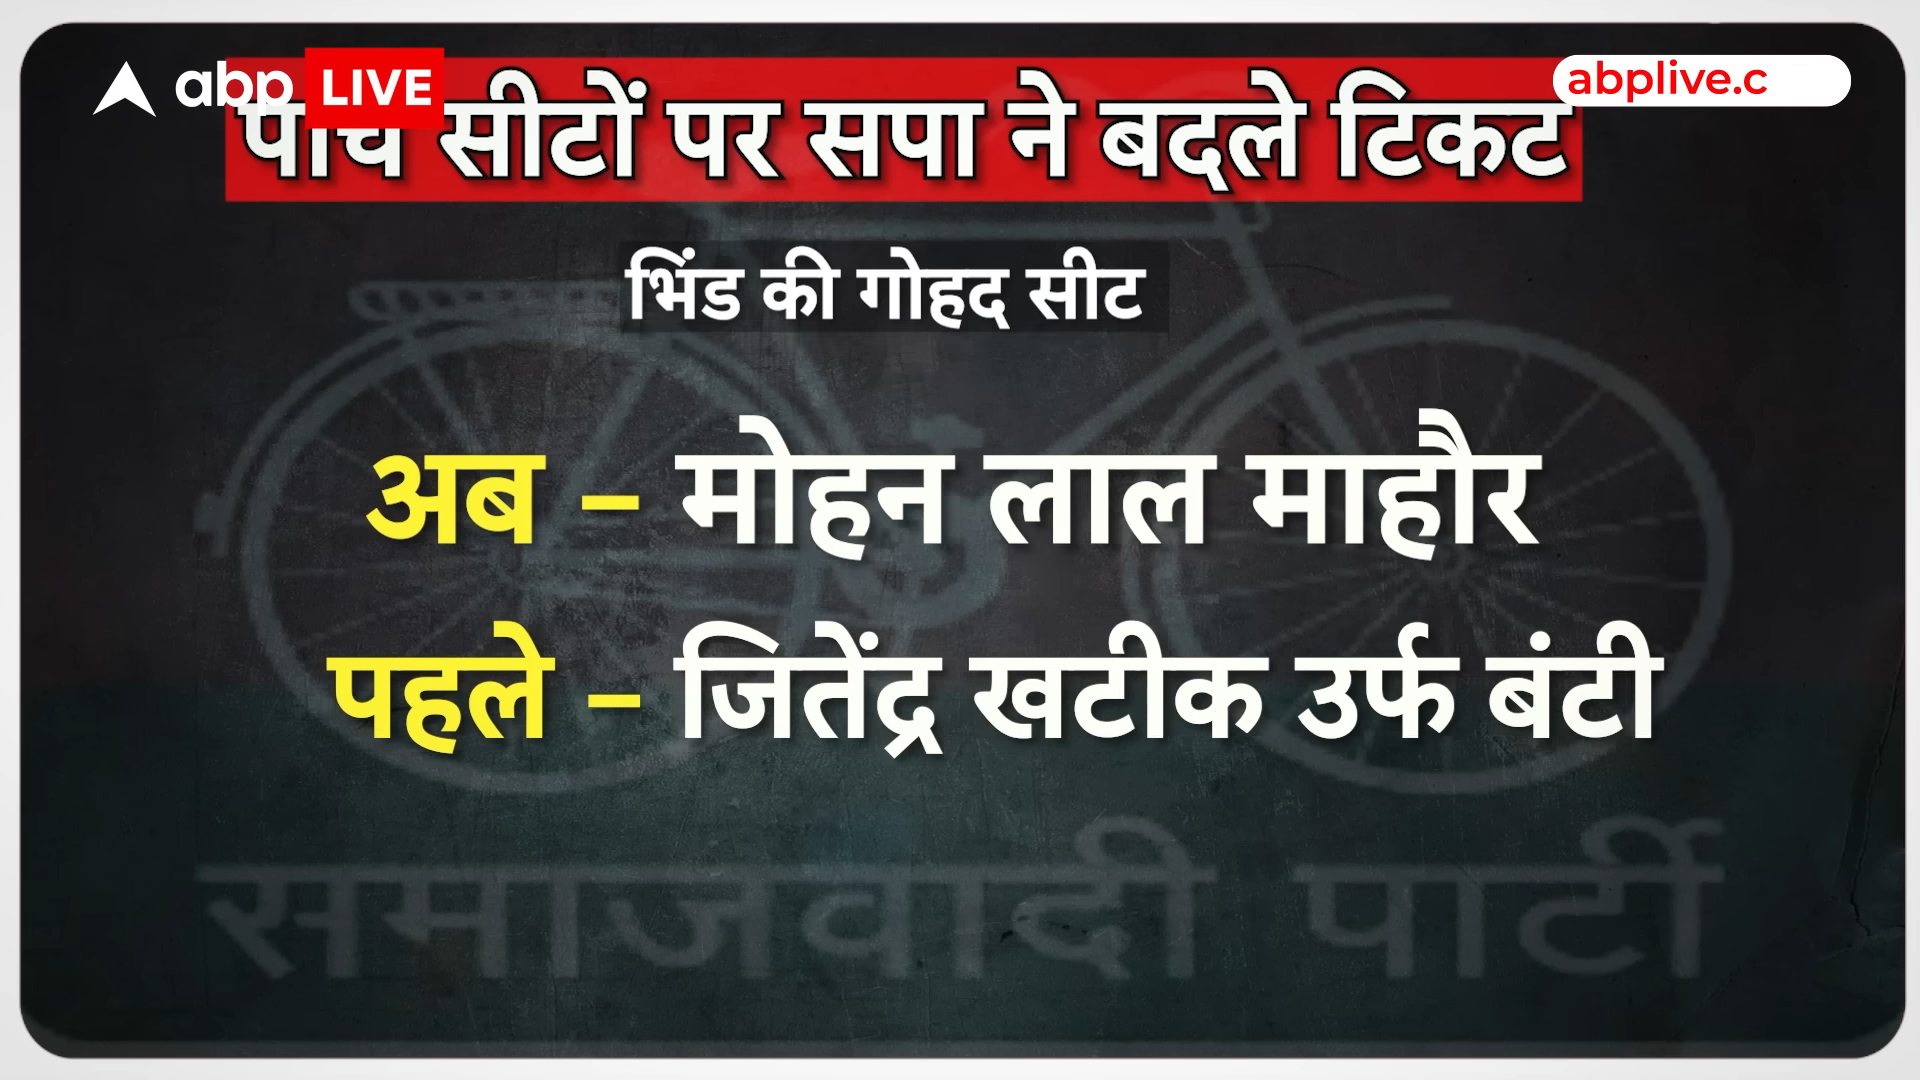 abp LIVE
abplive.c
पांच सीटों पर सपा ने बदले टिकट
भिंड की गोहद सीट
अब – मोहन लाल माहौर
पहले – जितेंद्र खटीक उर्फ बंटी
समाजवादी पार्टी